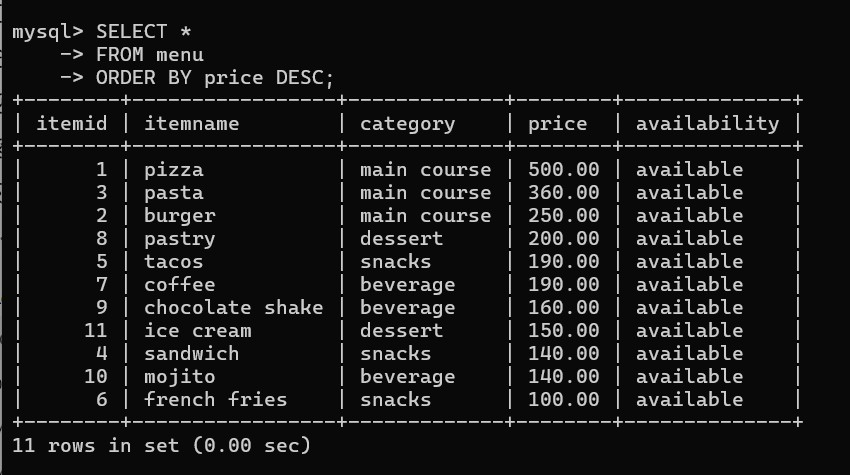 mysql> SELECT *
    -> FROM menu
    -> ORDER BY price DESC;
+--------+-----------------+-------------+--------+--------------+
| itemid | itemname        | category    | price  | availability |
+--------+-----------------+-------------+--------+--------------+
|      1 | pizza           | main course | 500.00 | available    |
|      3 | pasta           | main course | 360.00 | available    |
|      2 | burger          | main course | 250.00 | available    |
|      8 | pastry          | dessert     | 200.00 | available    |
|      5 | tacos           | snacks      | 190.00 | available    |
|      7 | coffee          | beverage    | 190.00 | available    |
|      9 | chocolate shake | beverage    | 160.00 | available    |
|     11 | ice cream       | dessert     | 150.00 | available    |
|      4 | sandwich        | snacks      | 140.00 | available    |
|     10 | mojito          | beverage    | 140.00 | available    |
|      6 | french fries    | snacks      | 100.00 | available    |
+--------+-----------------+-------------+--------+--------------+
11 rows in set (0.00 sec)